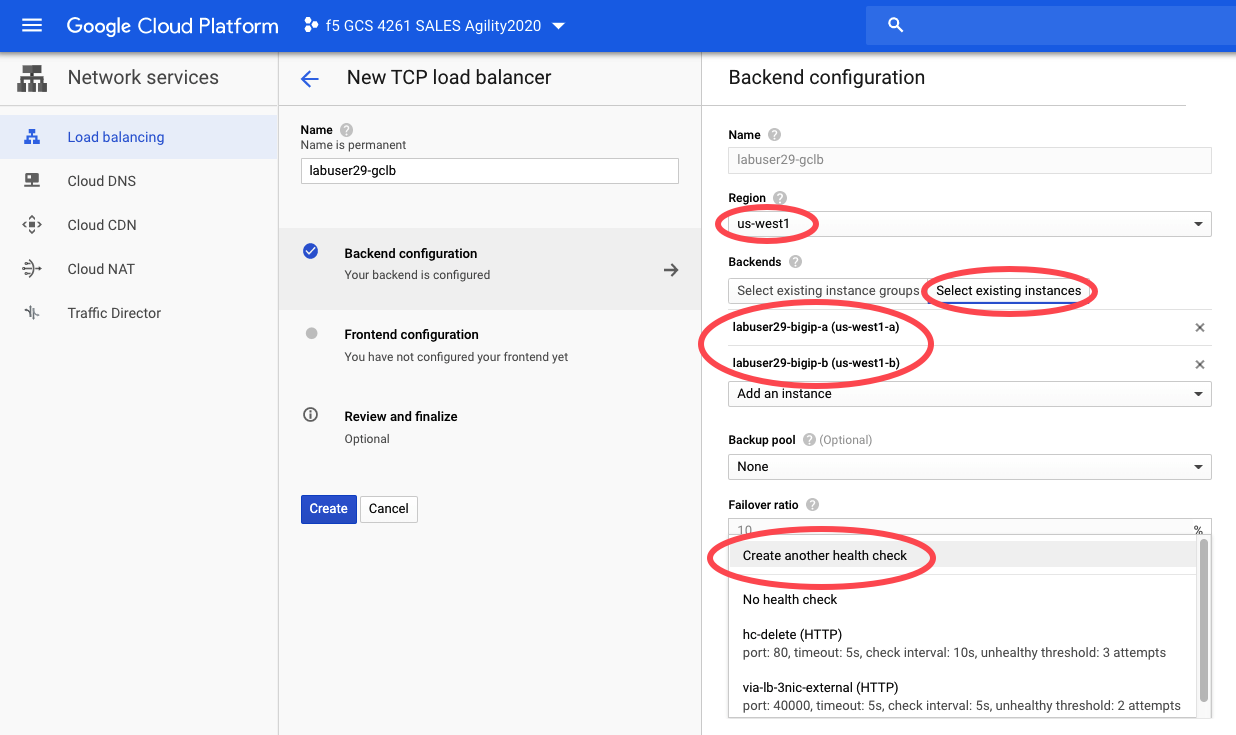 Google Cloud Platform
f5 GCS 4261 SALES Agility2020
Network services
Load balancing
Cloud DNS
Cloud CDN
Cloud NAT
Traffic Director
New TCP load balancer
Name
Name is permanent
labuser29-gclb
Backend configuration
Your backend is configured
Frontend configuration
You have not configured your frontend yet
Review and finalize
Optional
Create Cancel
Backend configuration
Name
labuser29-gclb
Region
us-west1
Backends
Select existing instance groups Select existing instances
labuser29-bigip-a (us-west1-a)
labuser29-bigip-b (us-west1-b)
Add an instance
Backup pool (Optional)
None
Failover ratio
10 %
Create another health check
No health check
hc-delete (HTTP)
port: 80, timeout: 5s, check interval: 10s, unhealthy threshold: 3 attempts
via-lb-3nic-external (HTTP)
port: 40000, timeout: 5s, check interval: 5s, unhealthy threshold: 2 attempts